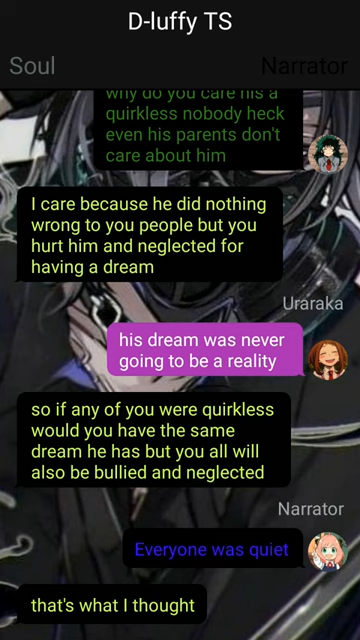 D-luffy TS
Soul
Narrator
why do you care his a
quirkless nobody heck
even his parents don't
care about him
I care because he did nothing
wrong to you people but you
hurt him and neglected for
having a dream
Uraraka
his dream was never
going to be a reality
so if any of you were quirkless
would you have the same
dream he has but you all will
also be bullied and neglected
Narrator
Everyone was quiet
that's what I thought